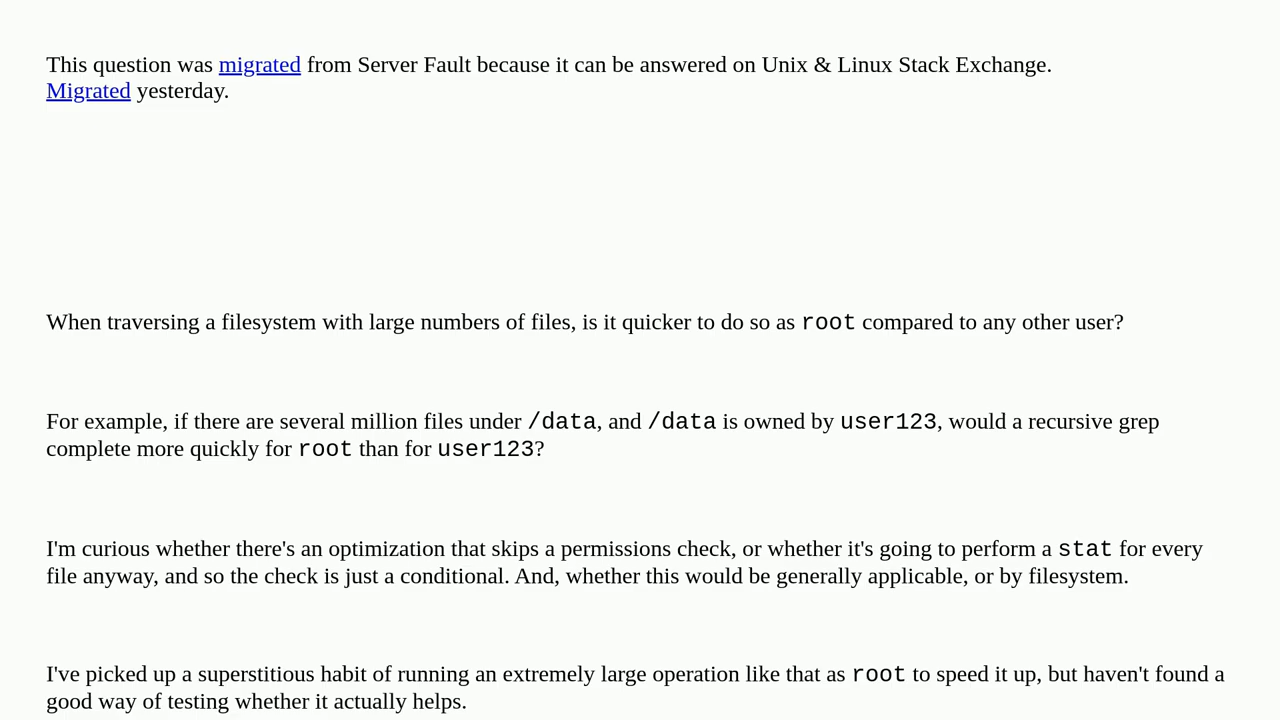 This question was migrated from Server Fault because it can be answered on Unix & Linux Stack Exchange.
Migrated yesterday.
When traversing a filesystem with large numbers of files, is it quicker to do so as root compared to any other user?
For example, if there are several million files under /data, and /data is owned by user123, would a recursive grep
complete more quickly for root than for user123?
I'm curious whether there's an optimization that skips a permissions check, or whether it's going to perform a stat for every
file anyway, and so the check is just a conditional. And, whether this would be generally applicable, or by filesystem.
I've picked up a superstitious habit of running an extremely large operation like that as root to speed it up, but haven't found a
good way of testing whether it actually helps.